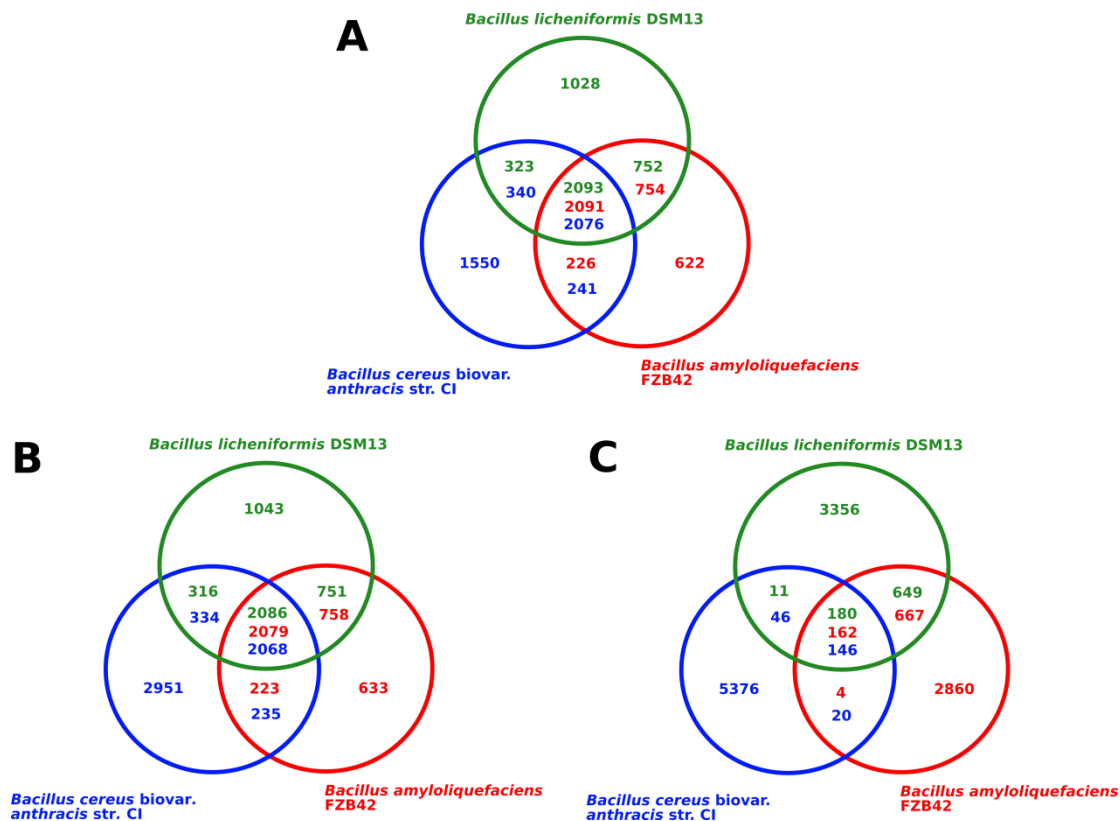 A
Bacillus licheniformis DSM13
1028
323
752
340
2093
754
2091
2076
1550
226
622
241
Bacillus cereus biovar.
anthracis str. CI
Bacillus amyloliquefaciens
FZB42
B
Bacillus licheniformis DSM13
1043
316
751
334
2086
758
2079
2068
2951
223
633
235
Bacillus cereus biovar.
anthracis str. CI
Bacillus amyloliquefaciens
FZB42
C
Bacillus licheniformis DSM13
3356
11
649
46
180
667
162
146
5376
4
2860
20
Bacillus cereus biovar.
anthracis str. CI
Bacillus amyloliquefaciens
FZB42